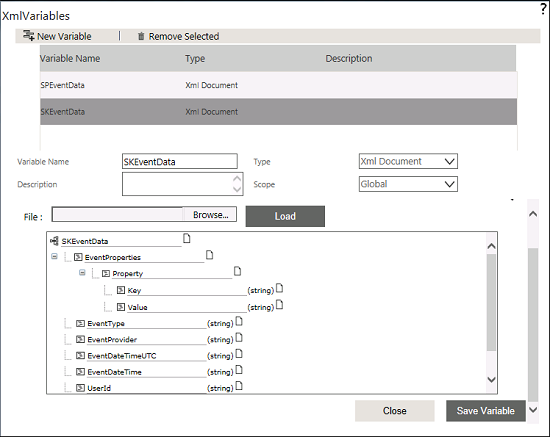 XmlVariables ?
New Variable | Remove Selected
Variable Name Type Description
SPEventData Xml Document
SKEventData Xml Document
Variable Name SKEventData Type Xml Document
Description Scope Global
File : Browse... Load
SKEventData
EventProperties
Property
Key (string)
Value (string)
EventType (string)
EventProvider (string)
EventDateTimeUTC (string)
EventDateTime (string)
UserId (string)
Close Save Variable